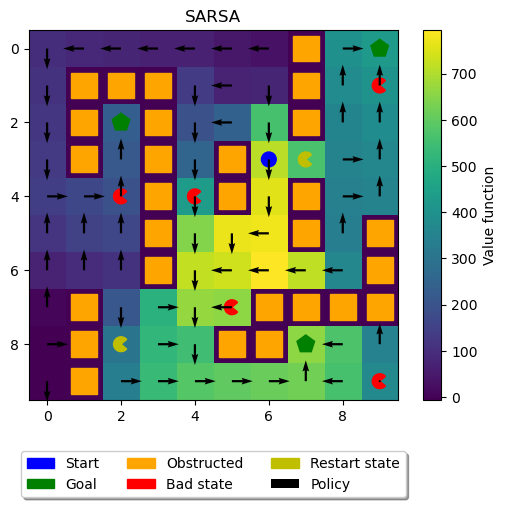 SARSA
0
2
4
6
8
0 2 4 6 8
700
600
500
400
300
200
100
0
Value function
Start Obstructed Restart state
Goal Bad state Policy